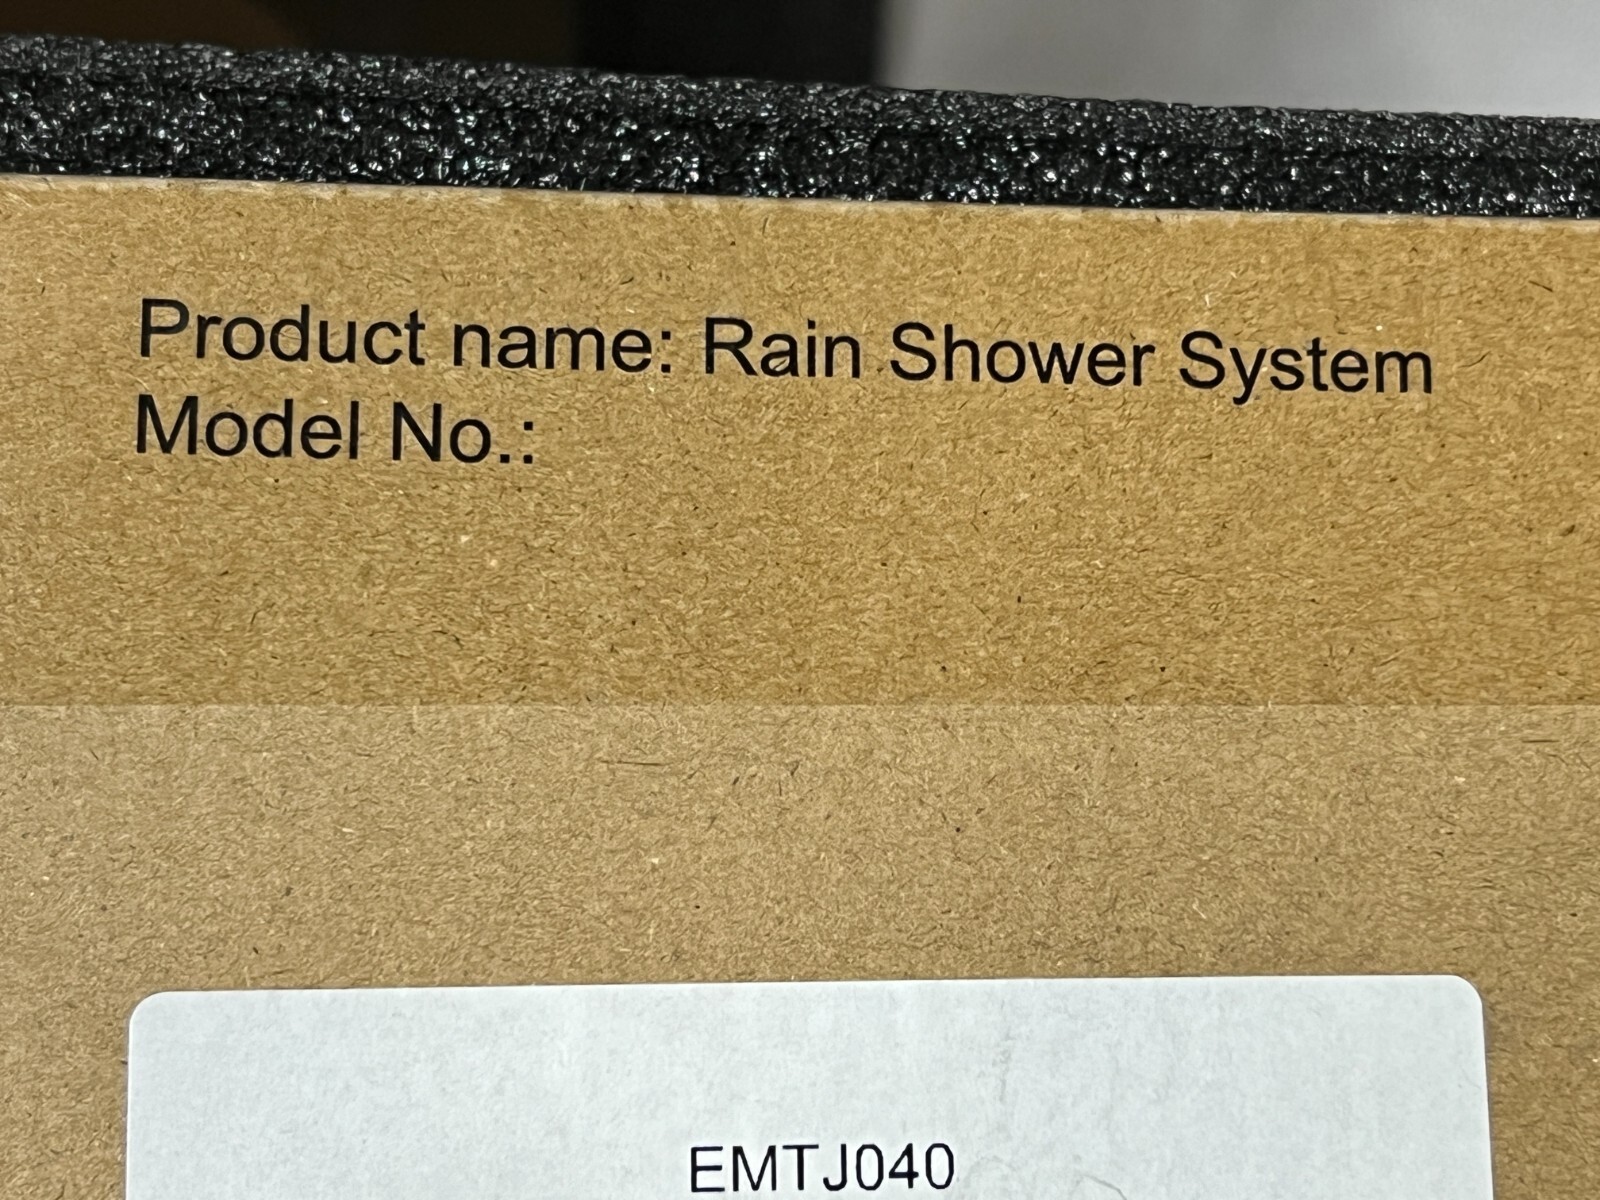 Product name: Rain Shower System
Model No.:
EMTJ040